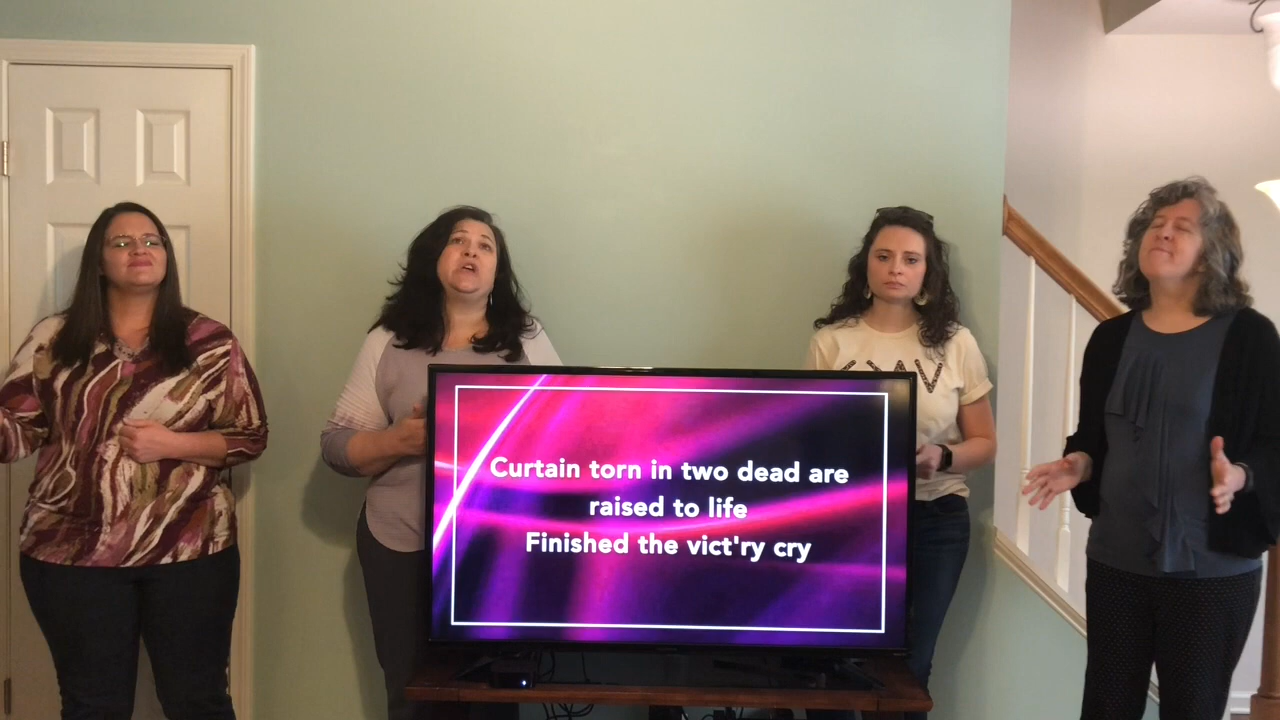 Curtain torn in two dead are
raised to life
Finished the vict'ry cry